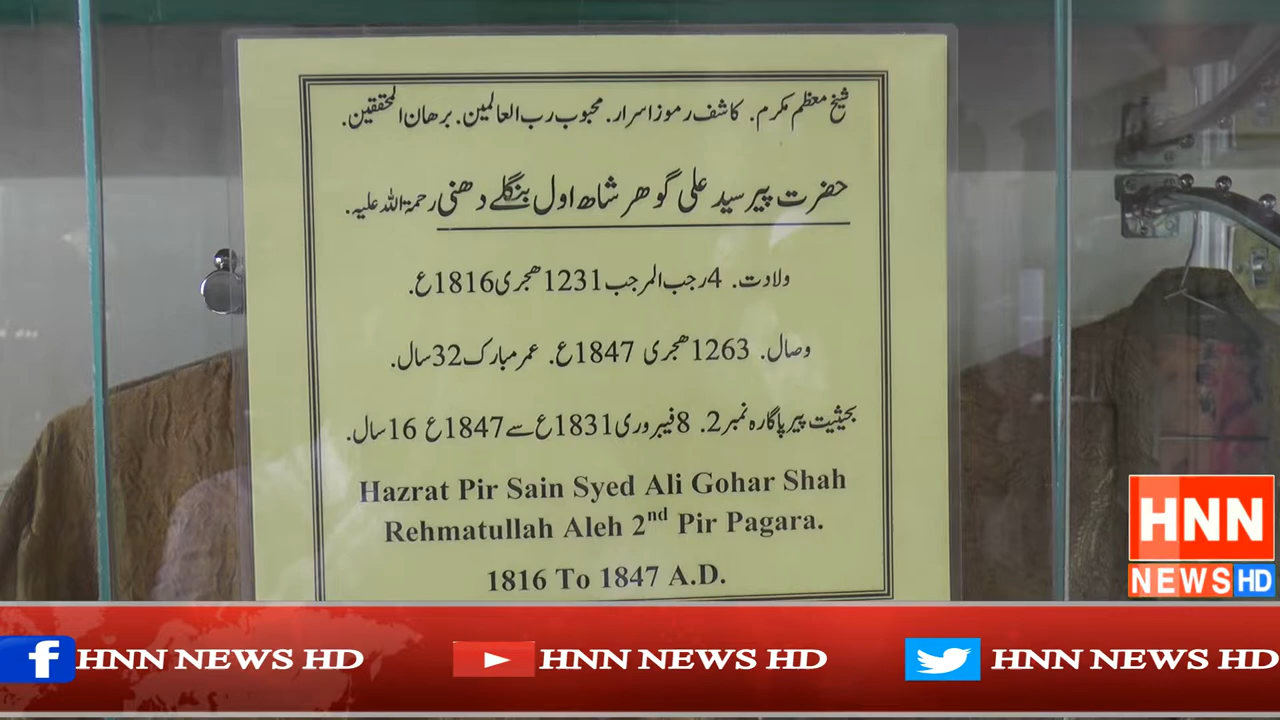 شیخ معظم مکرم. کاشف رموز اسرار. محبوب رب العالمین. برھان المحققین.
حضرت پیر سید علی گوھر شاھ اول بنگلے دھنی رحمۃ اللہ علیہ.
ولادت. 4 رجب المرجب 1231 ھجری 1816ع.
وصال. 1263 ھجری 1847ع. عمر مبارک 32 سال.
بحیثیت پیر پاگارہ نمبر 2. 8 فیبروری 1831ع سے 1847ع 16 سال.
Hazrat Pir Sain Syed Ali Gohar Shah
Rehmatullah Aleh 2nd Pir Pagara.
1816 To 1847 A.D.
HNN
NEWS HD
HNN NEWS HD
HNN NEWS HD
HNN NEWS HD